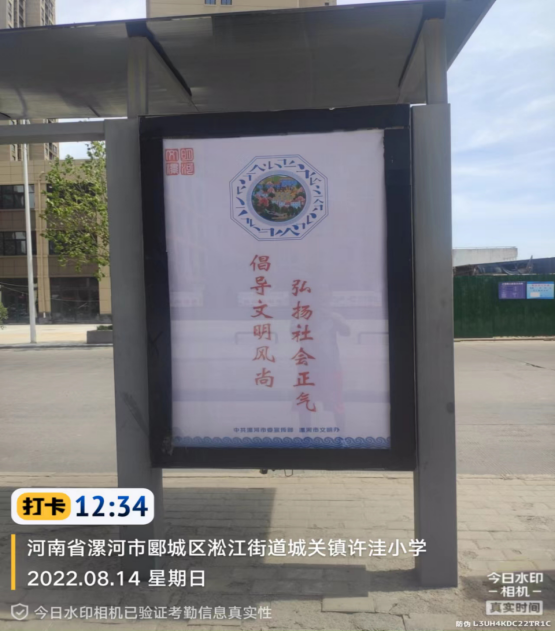 倡导文明风尚
弘扬社会正气
打卡 12:34
河南省漯河市郾城区淞江街道城关镇许洼小学
2022.08.14 星期日
今日水印相机已验证考勤信息真实性
今日水印
相机
真实时间
防伪 L3UH4KDC22TR1C